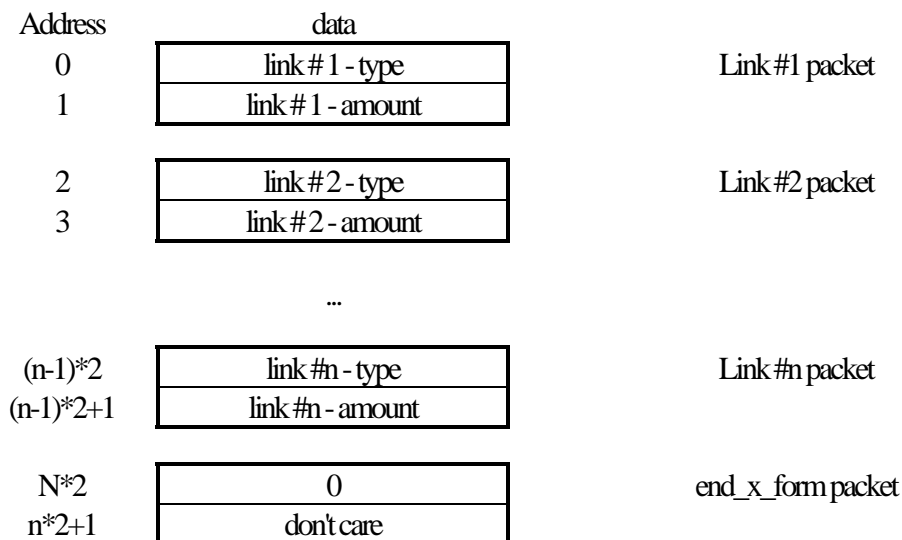 Address data
0 link # 1 - type Link #1 packet
1 link # 1 - amount
2 link # 2 - type Link #2 packet
3 link # 2 - amount
...
(n-1)*2 link #n - type Link #n packet
(n-1)*2+1 link #n - amount
N*2 0 end_x_form packet
n*2+1 don't care